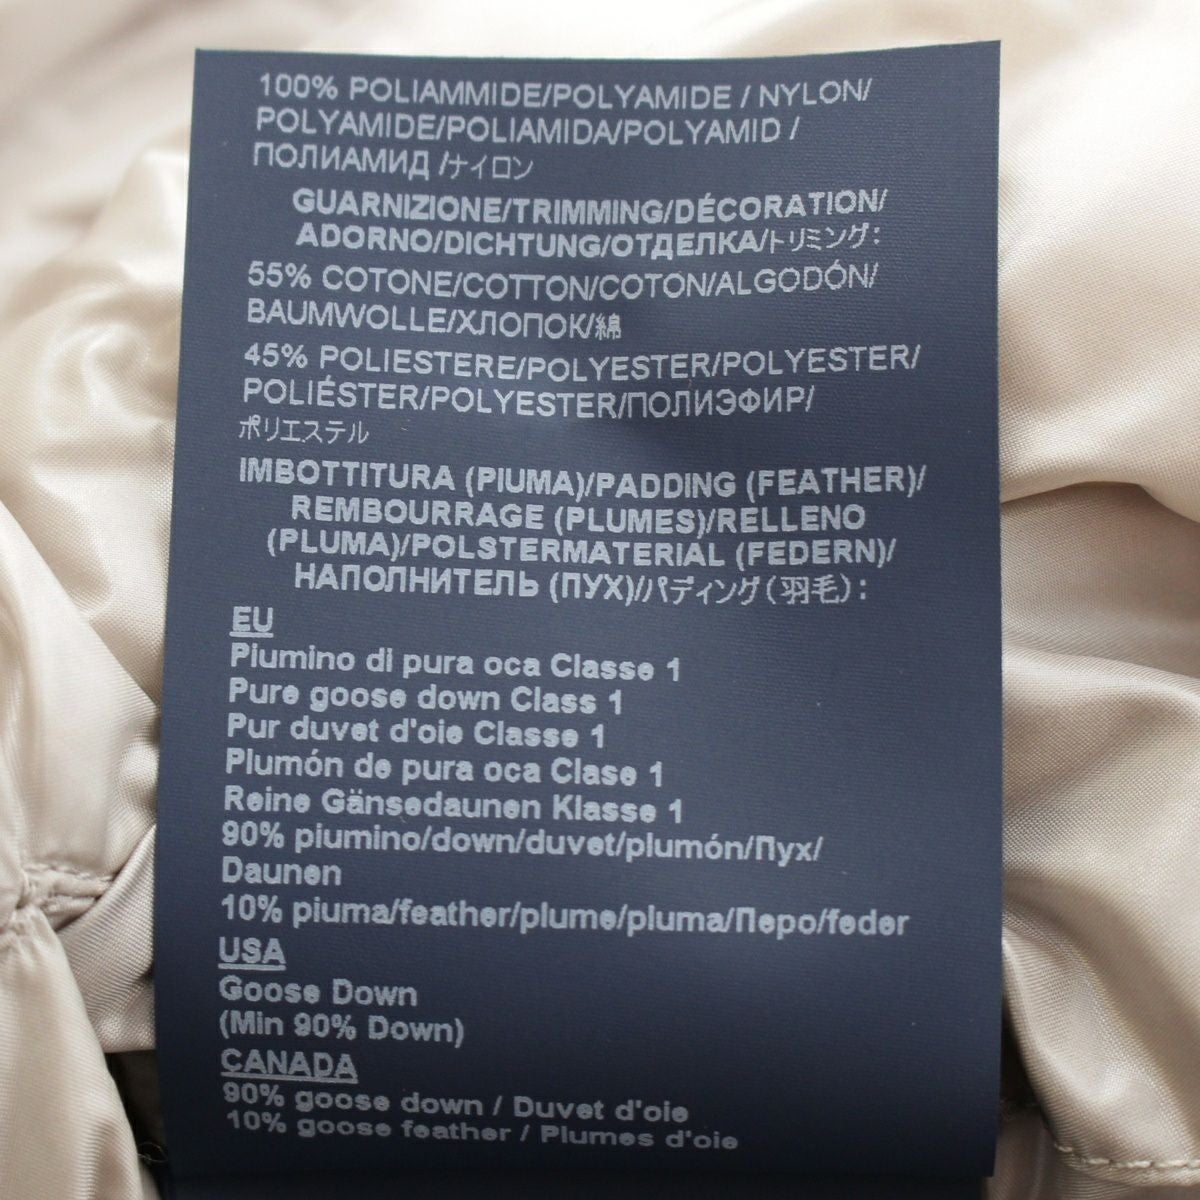 100% POLIAMMIDE/POLYAMIDE / NYLON/
POLYAMIDE/POLIAMIDA/POLYAMID /
ПОЛИАМИД /ナイロン
GUARNIZIONE/TRIMMING/DÉCORATION/
ADORNO/DICHTUNG/ОТДЕЛКА/トリミング:
55% COTONE/COTTON/COTON/ALGODÓN/
BAUMWOLLE/ХЛОПОК/綿
45% POLIESTERE/POLYESTER/POLYESTER/
POLIÉSTER/POLYESTER/ПОЛИЭФИР/
ポリエステル
IMBOTTITURA (PIUMA)/PADDING (FEATHER)/
REMBOURRAGE (PLUMES)/RELLENO
(PLUMA)/POLSTERMATERIAL (FEDERN)/
НАПОЛНИТЕЛЬ (ПУХ)//パディング(羽毛):
EU
Piumino di pura oca Classe 1
Pure goose down Class 1
Pur duvet d'oie Classe 1
Plumón de pura oca Clase 1
Reine Gänsedaunen Klasse 1
90% piumino/down/duvet/plumón/Пух/
Daunen
10% piuma/feather/plume/pluma/Перо/feder
USA
Goose Down
(Min 90% Down)
CANADA
90% goose down / Duvet d'oie
10% goose feather / Plumes d'oie